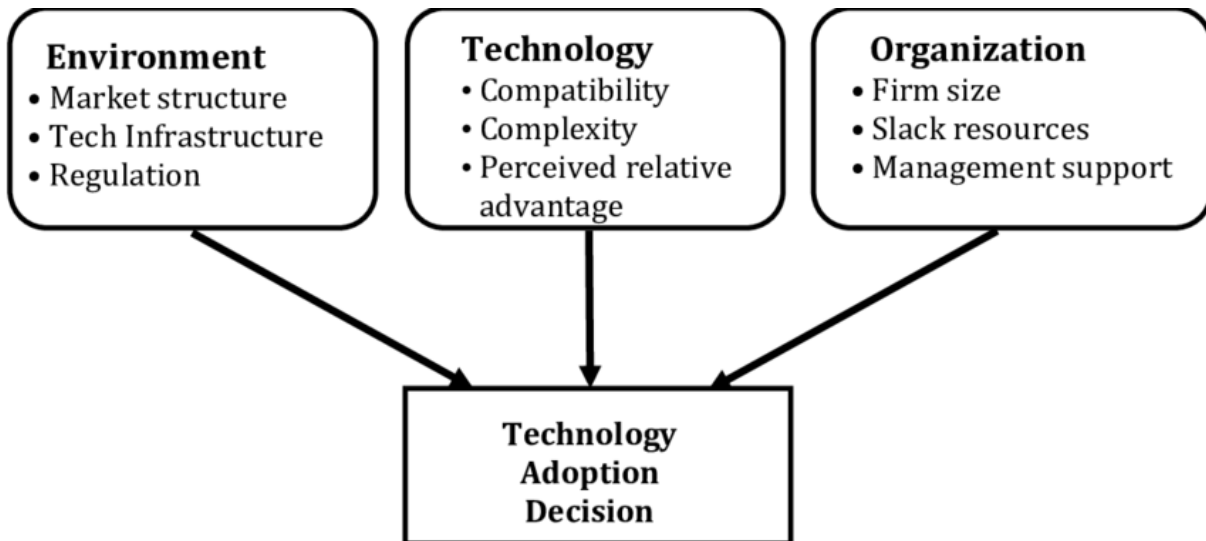 Environment
• Market structure
• Tech Infrastructure
• Regulation
Technology
• Compatibility
• Complexity
• Perceived relative
advantage
Organization
• Firm size
• Slack resources
• Management support
Technology
Adoption
Decision